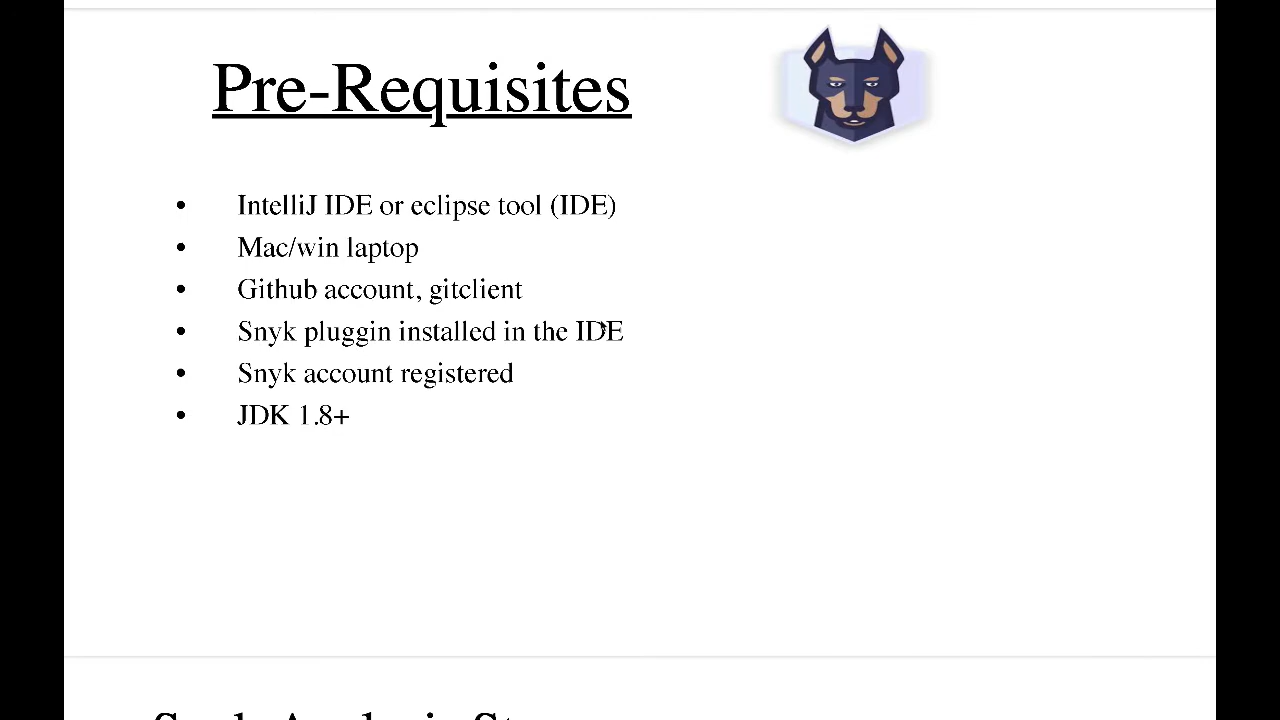 Pre-Requisites
• IntelliJ IDE or eclipse tool (IDE)
• Mac/win laptop
• Github account, gitclient
• Snyk pluggin installed in the IDE
• Snyk account registered
• JDK 1.8+